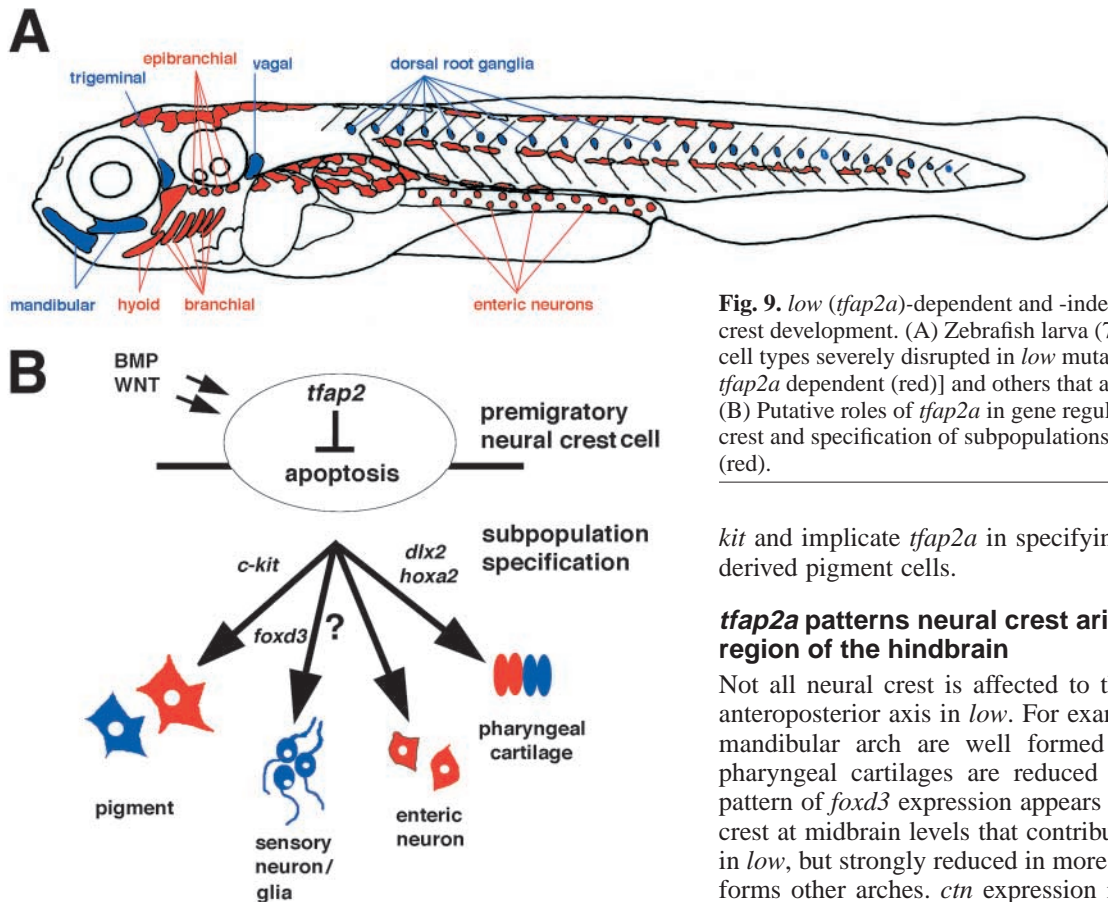 A
epibranchial
trigeminal
vagal
dorsal root ganglia
mandibular
hyoid
branchial
enteric neurons
B
BMP
WNT
tfap2
apoptosis
premigratory
neural crest cell
subpopulation
specification
c-kit
foxd3
?
dlx2
hoxa2
pigment
sensory
neuron/
glia
enteric
neuron
pharyngeal
cartilage
Fig. 9. low (tfap2a)-dependent and -inde
crest development. (A) Zebrafish larva (7
cell types severely disrupted in low muta
tfap2a dependent (red)] and others that a
(B) Putative roles of tfap2a in gene regul
crest and specification of subpopulations
(red).
kit and implicate tfap2a in specifyin
derived pigment cells.
tfap2a patterns neural crest ari
region of the hindbrain
Not all neural crest is affected to t
anteroposterior axis in low. For exam
mandibular arch are well formed
pharyngeal cartilages are reduced
pattern of foxd3 expression appears
crest at midbrain levels that contribu
in low, but strongly reduced in more
forms other arches. ctn expression i